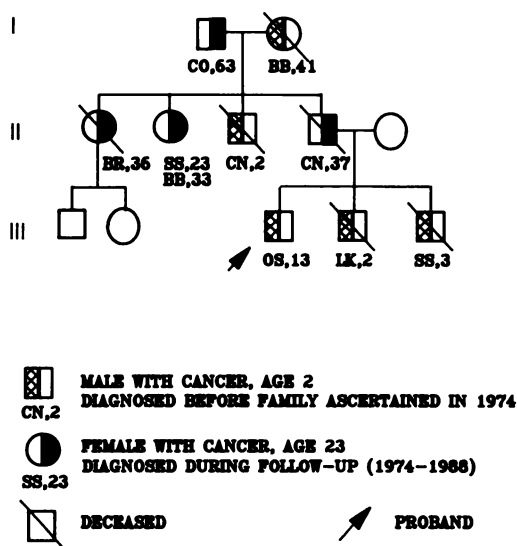 I
CO,63 BB,41
II
BR,36 SS,23 CN,2 CN,37
BB,33
III
OS,13 LK,2 SS,3
MALE WITH CANCER, AGE 2
DIAGNOSED BEFORE FAMILY ASCERTAINED IN 1974
CN,2
FEMALE WITH CANCER, AGE 23
DIAGNOSED DURING FOLLOW-UP (1974-1988)
SS,23
DECEASED PROBAND